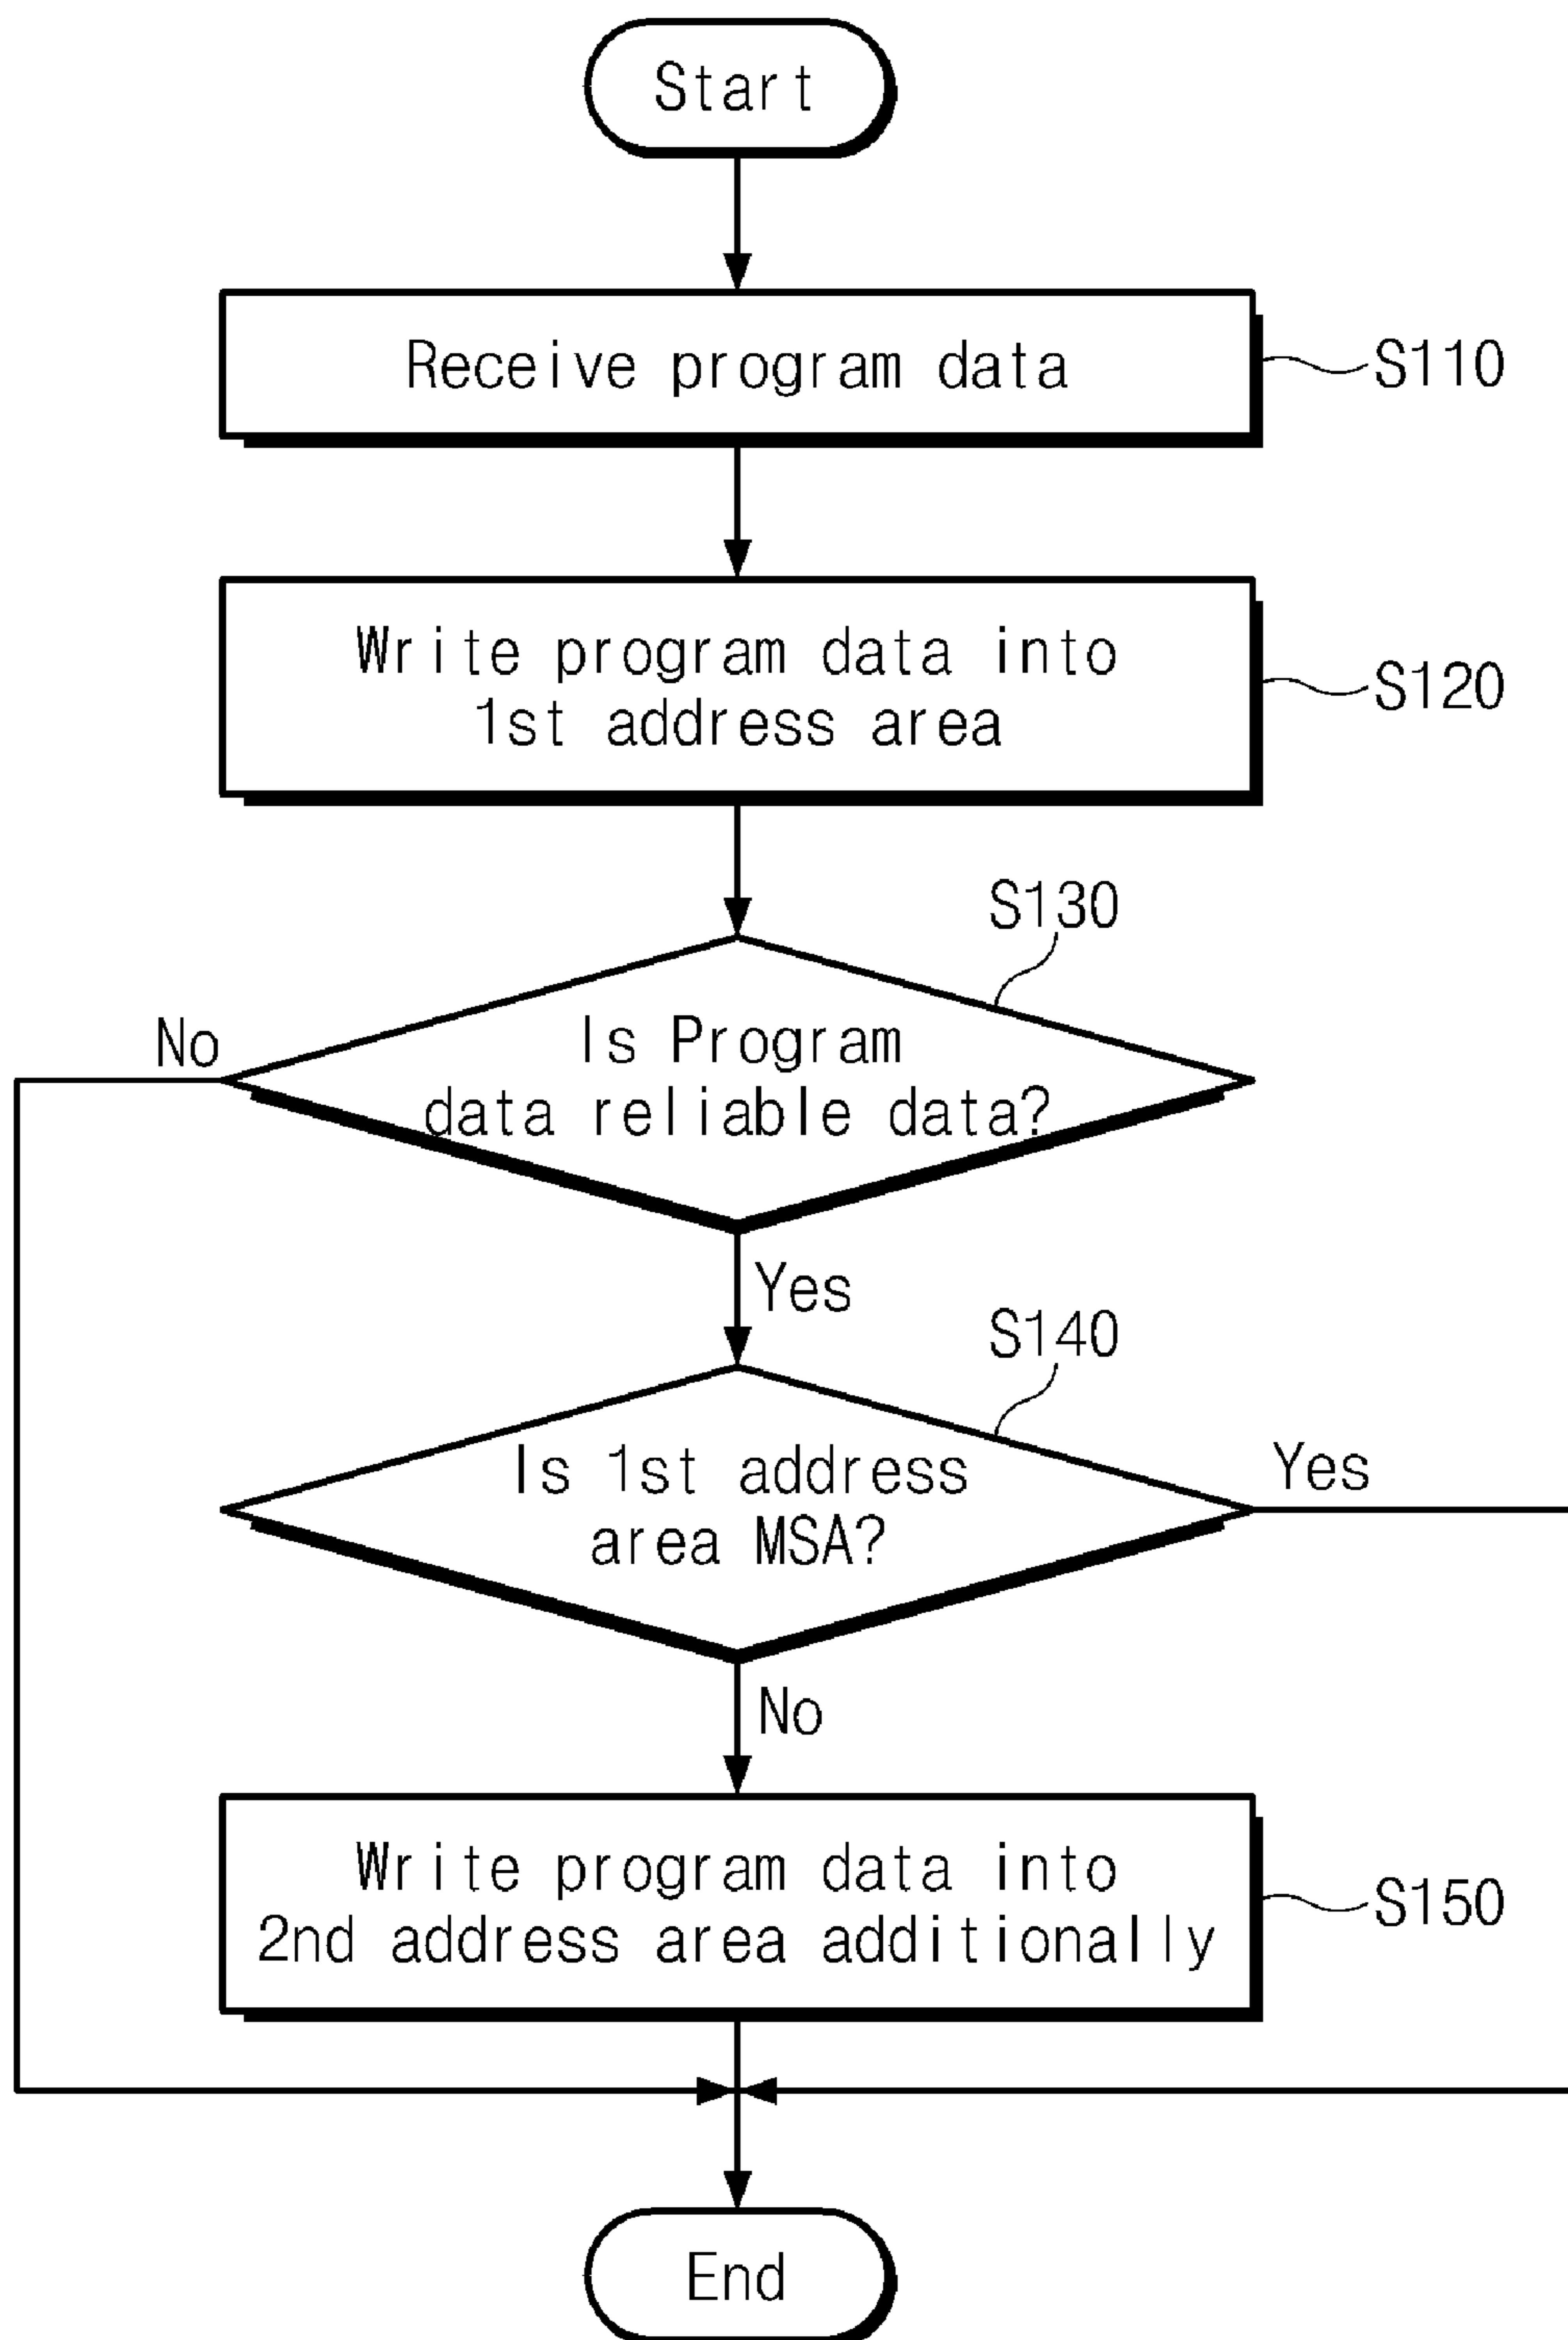 Start
Receive program data
S110
Write program data into
1st address area
S120
S130
No
Is Program
data reliable data?
Yes
S140
Is 1st address
area MSA?
Yes
No
Write program data into
2nd address area additionally
S150
End